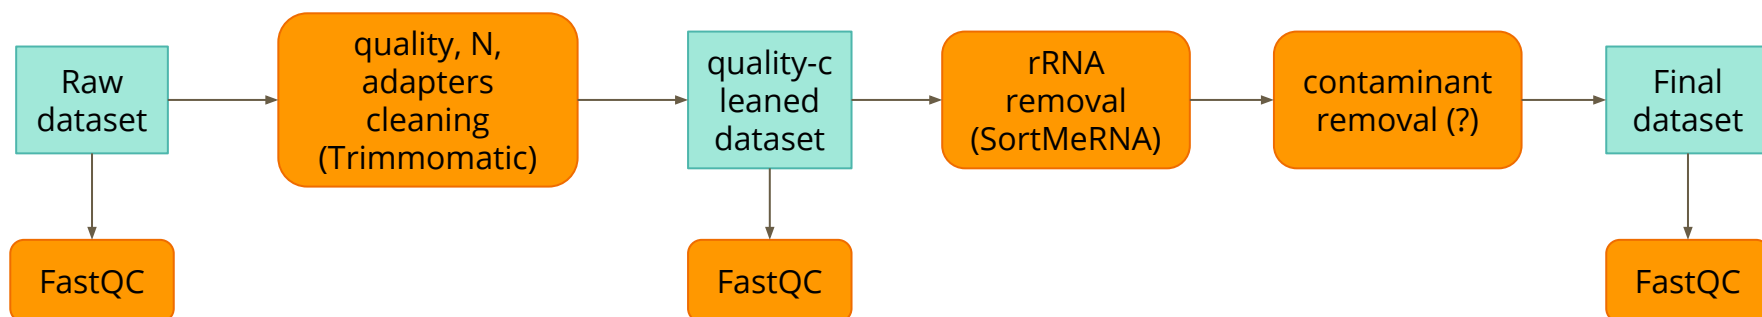 Raw
dataset
quality, N,
adapters
cleaning
(Trimmomatic)
quality-c
leaned
dataset
rRNA
removal
(SortMeRNA)
contaminant
removal (?)
Final
dataset
FastQC
FastQC
FastQC